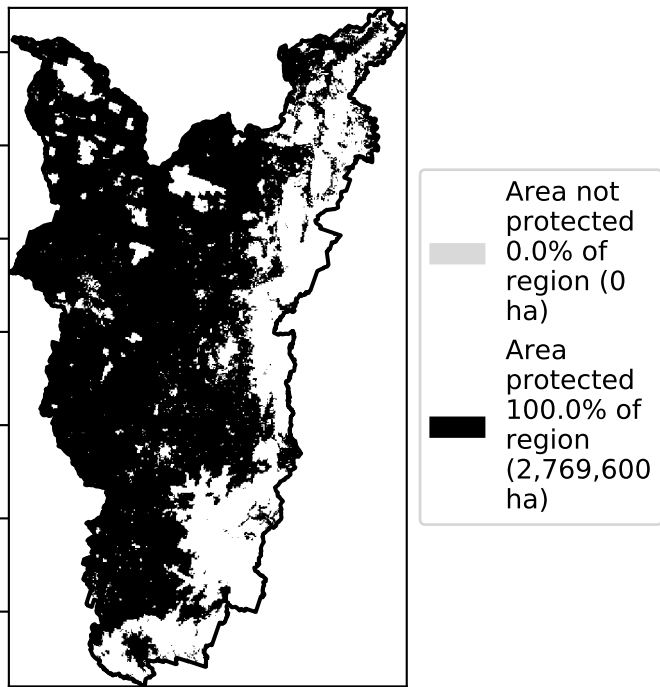 Area not
protected
0.0% of
region (0
ha)
Area
protected
100.0% of
region
(2,769,600
ha)